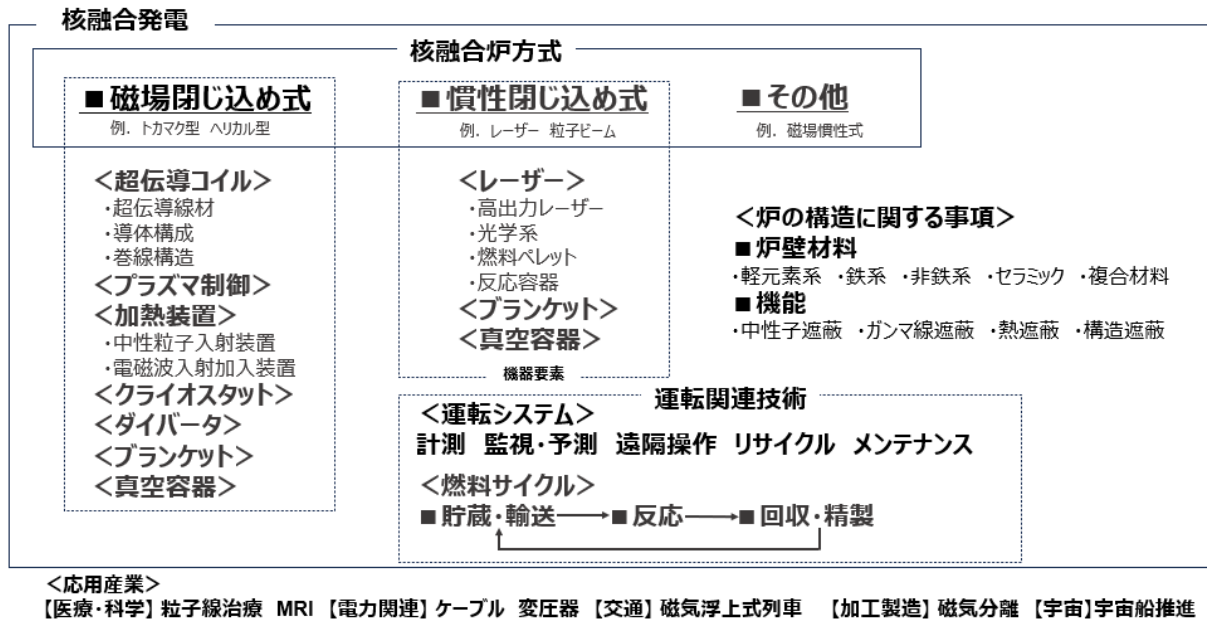 核融合発電
核融合炉方式
■磁場閉じ込め式
例．トカマク型 ヘリカル型
＜超伝導コイル＞
・超伝導線材
・導体構成
・巻線構造
＜プラズマ制御＞
＜加熱装置＞
・中性粒子入射装置
・電磁波入射加入装置
＜クライオスタット＞
＜ダイバータ＞
＜ブランケット＞
＜真空容器＞
■慣性閉じ込め式
例．レーザー 粒子ビーム
＜レーザー＞
・高出力レーザー
・光学系
・燃料ペレット
・反応容器
＜ブランケット＞
＜真空容器＞
機器要素
■その他
例．磁場慣性式
＜炉の構造に関する事項＞
■炉壁材料
・軽元素系 ・鉄系 ・非鉄系 ・セラミック ・複合材料
■機能
・中性子遮蔽 ・ガンマ線遮蔽 ・熱遮蔽 ・構造遮蔽
運転関連技術
＜運転システム＞
計測 監視・予測 遠隔操作 リサイクル メンテナンス
＜燃料サイクル＞
■貯蔵・輸送 ■反応 ■回収・精製
＜応用産業＞
【医療・科学】粒子線治療 MRI 【電力関連】ケーブル 変圧器 【交通】磁気浮上式列車 【加工製造】磁気分離 【宇宙】宇宙船推進